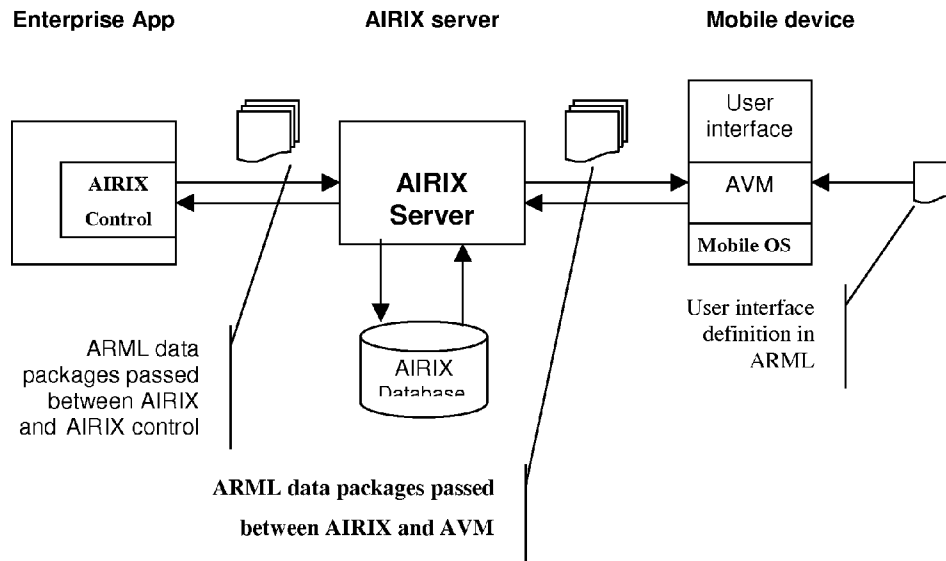 Enterprise App
AIRIX server
Mobile device
AIRIX
Control
AIRIX
Server
User
interface
AVM
Mobile OS
AIRIX
Database
ARML data
packages passed
between AIRIX
and AIRIX control
ARML data packages passed
between AIRIX and AVM
User interface
definition in
ARML